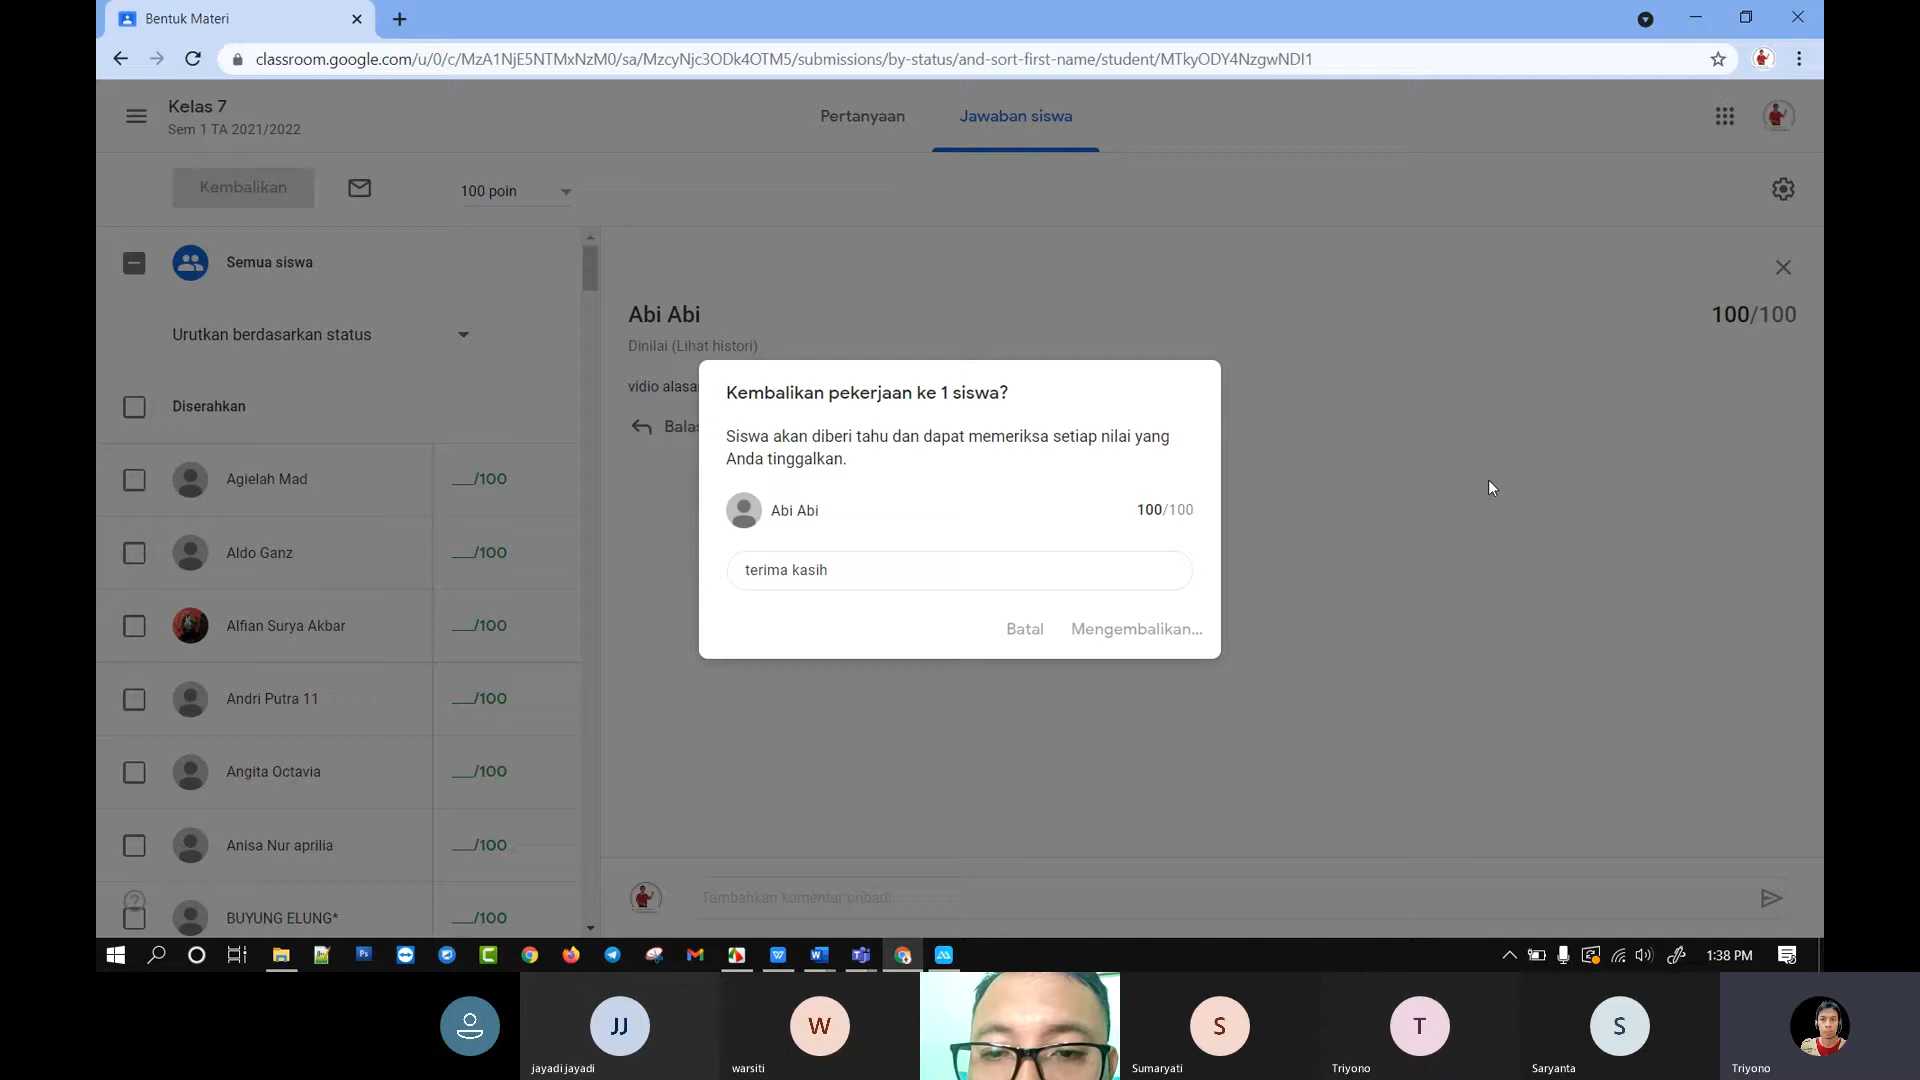 Bentuk Materi
classroom.google.com/u/0/c/MzA1NjE5NTMxNzM0/sa/MzcyNjc3ODk4OTM5/submissions/by-status/and-sort-first-name/student/MTkyODY4NzgwNDI1
Kelas 7
Sem 1 TA 2021/2022
Pertanyaan
Jawaban siswa
Kembalikan
100 poin
Semua siswa
Urutkan berdasarkan status
Diserahkan
Agielah Mad
__/100
Aldo Ganz
__/100
Alfian Surya Akbar
__/100
Andri Putra 11
__/100
Angita Octavia
__/100
Anisa Nur aprilia
__/100
BUYUNG ELUNG*
__/100
Abi Abi
100/100
Dinilai (Lihat histori)
vidio alasa
Balas
Kembalikan pekerjaan ke 1 siswa?
Siswa akan diberi tahu dan dapat memeriksa setiap nilai yang
Anda tinggalkan.
Abi Abi
100/100
terima kasih
Batal
Mengembalikan...
Tambahkan komentar pribadi...
Ps
1:38 PM
JJ
jayadi jayadi
W
warsiti
S
Sumaryati
T
Triyono
S
Saryanta
Triyono